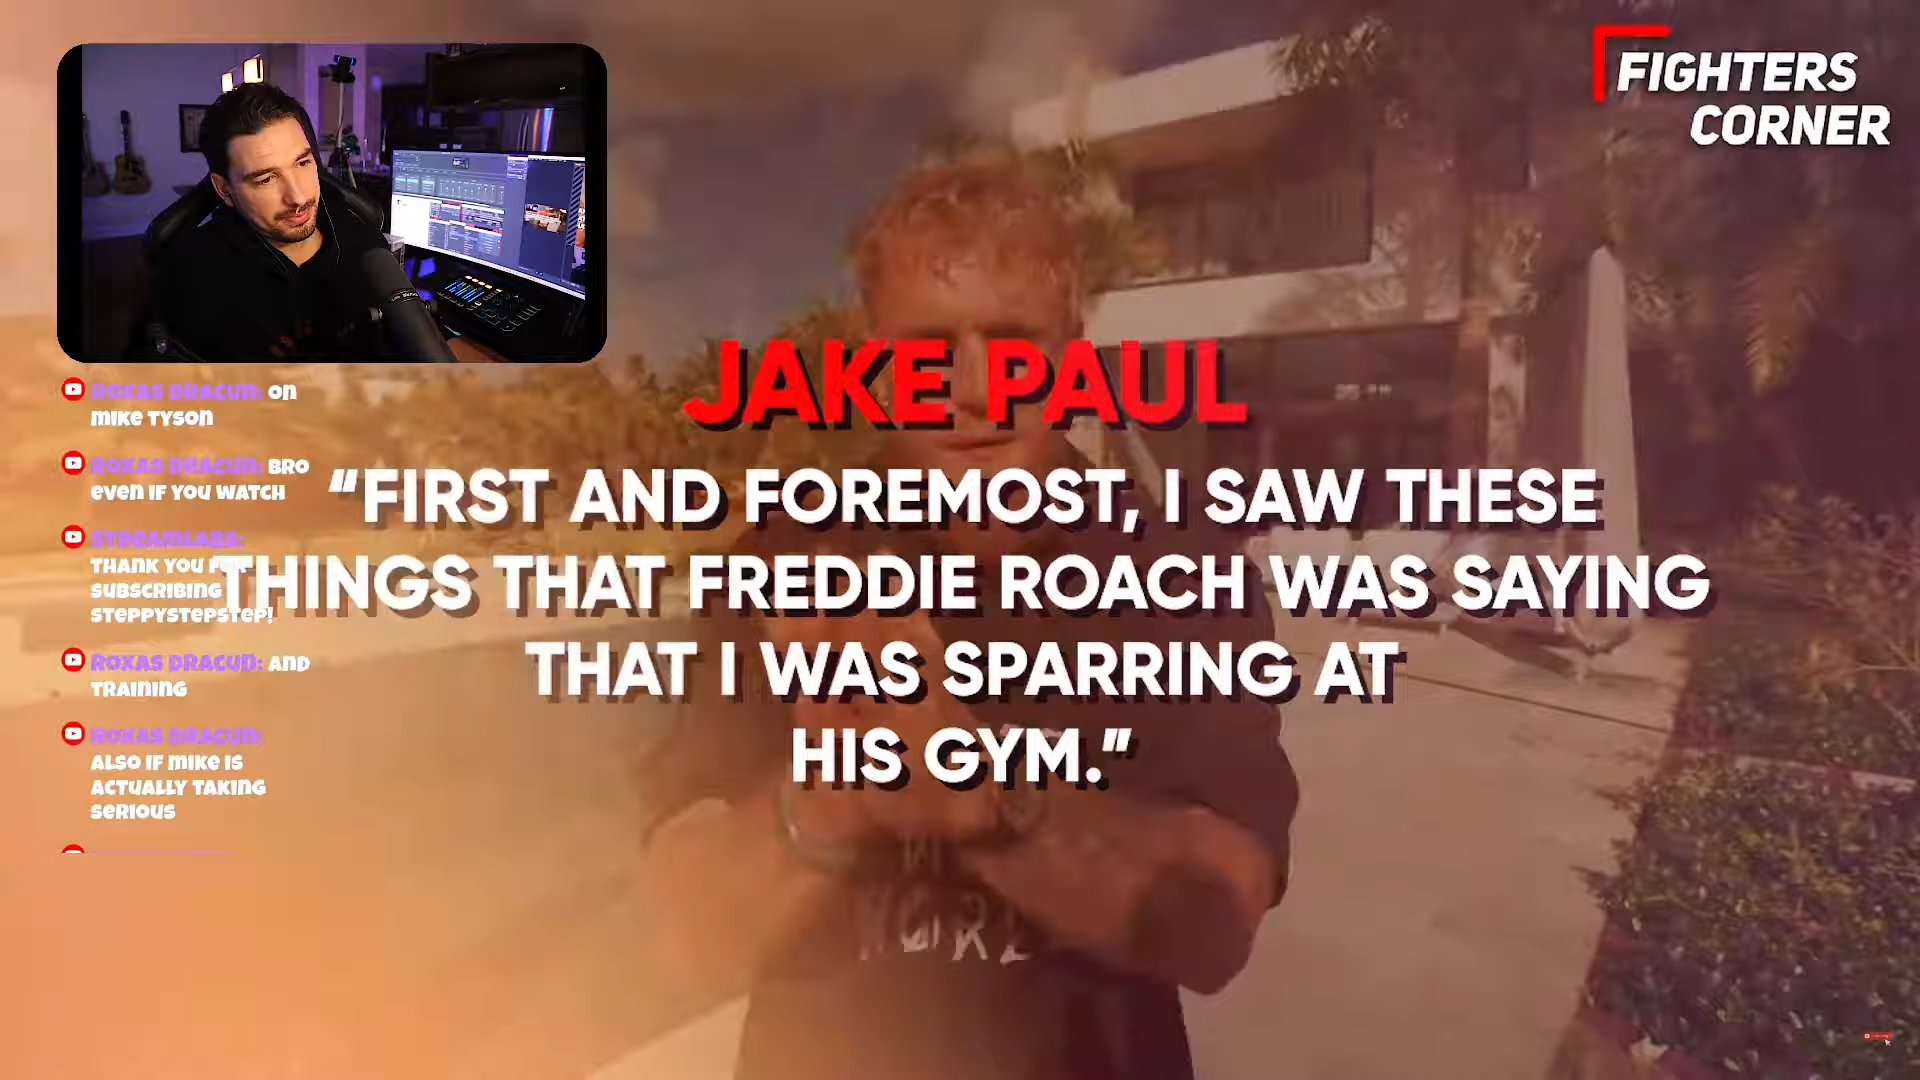 FIGHTERS
CORNER
ROXAS DRACUN: ON
MIKE TYSON
ROXAS DRACUN: BRO
EVEN IF YOU WATCH
STREAMLABS:
THANK YOU FOR
SUBSCRIBING
STEPPYSTEPSTEP!
ROXAS DRACUN: AND
TRAINING
ROXAS DRACUN:
ALSO IF MIKE IS
ACTUALLY TAKING
SERIOUS
JAKE PAUL
“FIRST AND FOREMOST, I SAW THESE
THINGS THAT FREDDIE ROACH WAS SAYING
THAT I WAS SPARRING AT
HIS GYM.”